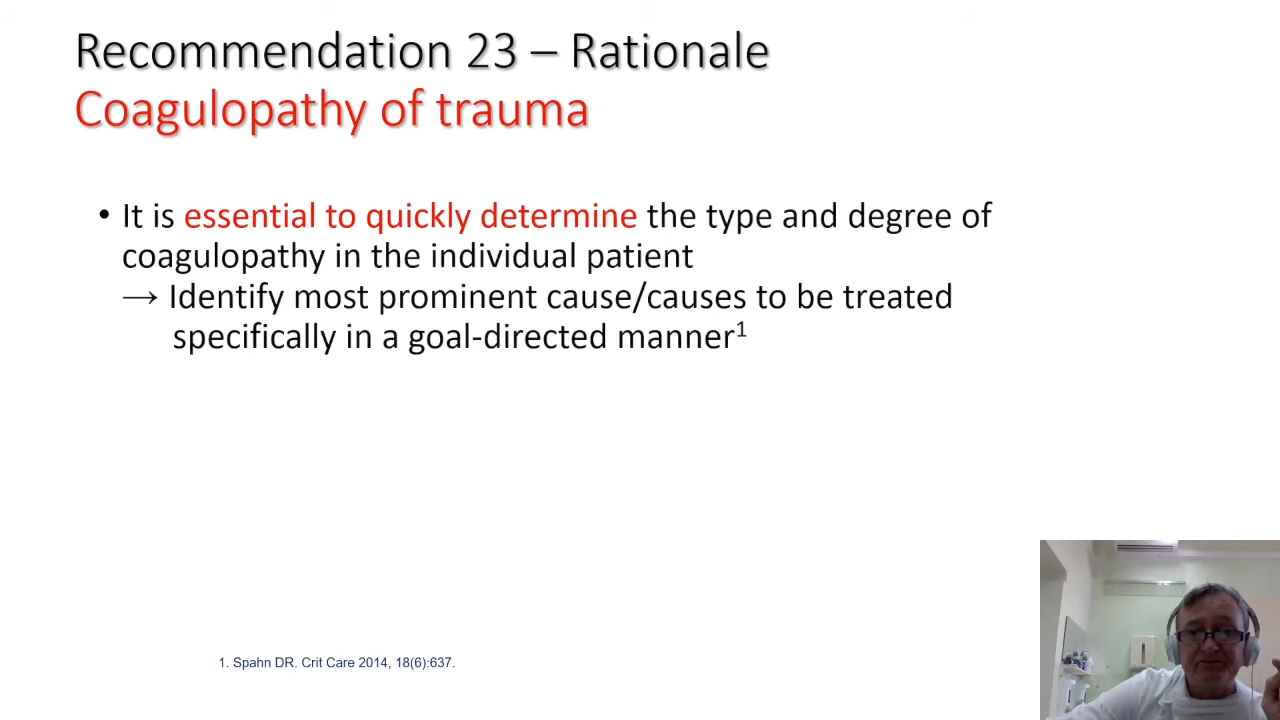 Recommendation 23 – Rationale
Coagulopathy of trauma
• It is essential to quickly determine the type and degree of
coagulopathy in the individual patient
→ Identify most prominent cause/causes to be treated
specifically in a goal-directed manner¹
1. Spahn DR. Crit Care 2014, 18(6):637.